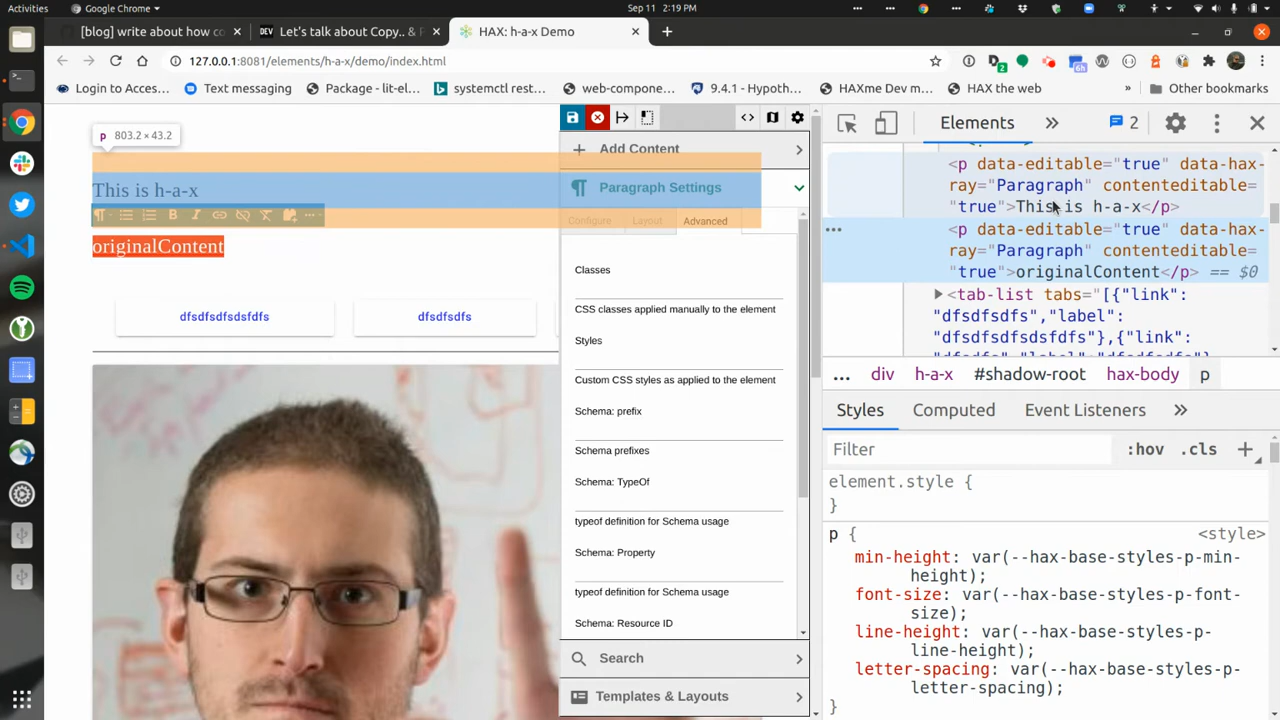 Activities
Google Chrome
Sep 11 2:19 PM
[blog] write about how co
Let's talk about Copy.. & P
HAX: h-a-x Demo
127.0.0.1:8081/elements/h-a-x/demo/index.html
2
6
Login to Acces...
Text messaging
Package - lit-el...
systemctl rest...
web-compone...
9.4.1 - Hypoth...
HAXme Dev m...
HAX the web
»
Other bookmarks
p 803.2 × 43.2
This is h-a-x
B I
originalContent
dfsdfsdsdsfdfs
dfsdfsdfs
Add Content
Paragraph Settings
Configure
Layout
Advanced
Classes
CSS classes applied manually to the element
Styles
Custom CSS styles as applied to the element
Schema: prefix
Schema prefixes
Schema: TypeOf
typeof definition for Schema usage
Schema: Property
typeof definition for Schema usage
Schema: Resource ID
Search
Templates & Layouts
Elements
»
2
<p data-editable="true" data-hax-
ray="Paragraph" contenteditable=
"true">This is h-a-x</p>
<p data-editable="true" data-hax-
ray="Paragraph" contenteditable=
"true">originalContent</p> == $0
<tab-list tabs="[{"link":
"dfsdfsdfs","label":
"dfsdfsdsdsfdfs"},{"link":
... div h-a-x #shadow-root hax-body p
Styles
Computed
Event Listeners
»
Filter
:hov .cls +
element.style {
}
p {
<style>
min-height: var(--hax-base-styles-p-min-
height);
font-size: var(--hax-base-styles-p-font-
size);
line-height: var(--hax-base-styles-p-
line-height);
letter-spacing: var(--hax-base-styles-p-
letter-spacing);
}